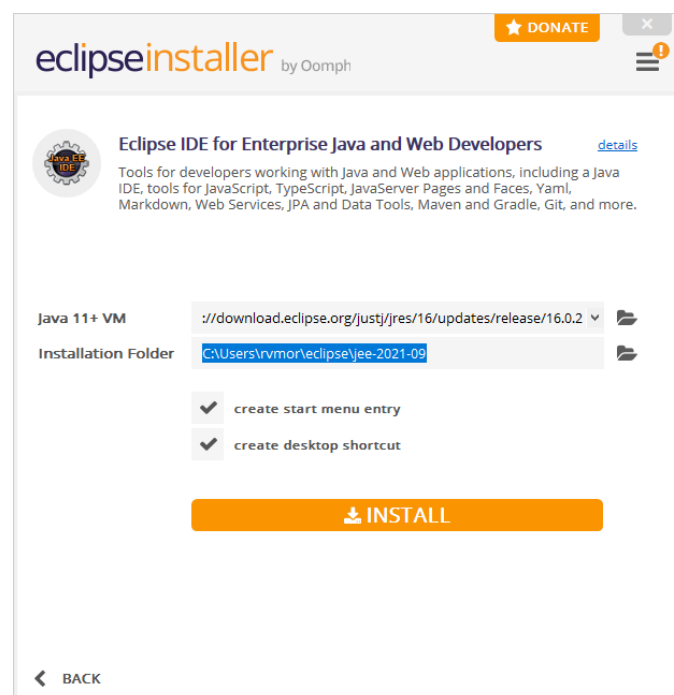 DONATE
eclipseinstaller by Oomph
Java EE
IDE
Eclipse IDE for Enterprise Java and Web Developers
details
Tools for developers working with Java and Web applications, including a Java
IDE, tools for JavaScript, TypeScript, JavaServer Pages and Faces, Yaml,
Markdown, Web Services, JPA and Data Tools, Maven and Gradle, Git, and more.
Java 11+ VM
://download.eclipse.org/justj/jres/16/updates/release/16.0.2
Installation Folder
C:\Users\rvmor\eclipse\jee-2021-09
create start menu entry
create desktop shortcut
INSTALL
BACK